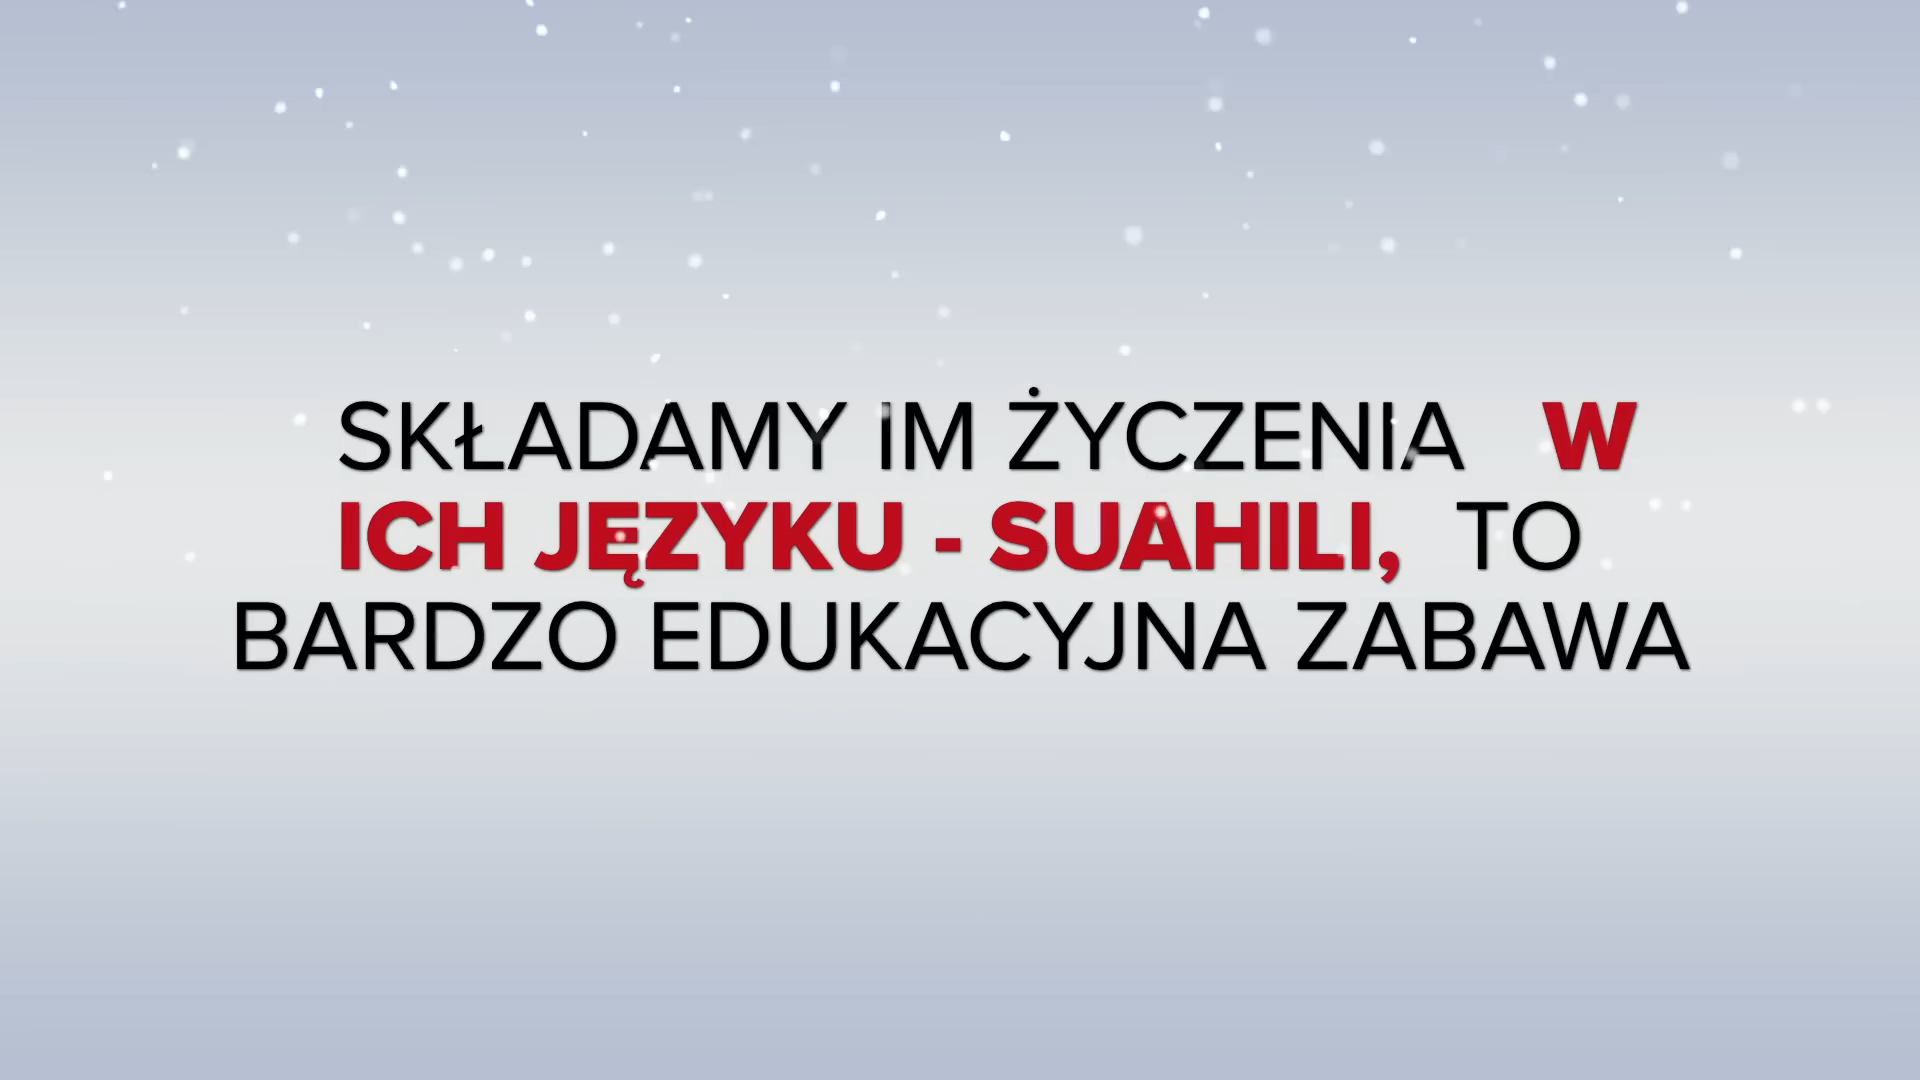 SKŁADAMY IM ŻYCZENIA W
ICH JĘZYKU - SUAHILI, TO
BARDZO EDUKACYJNA ZABAWA